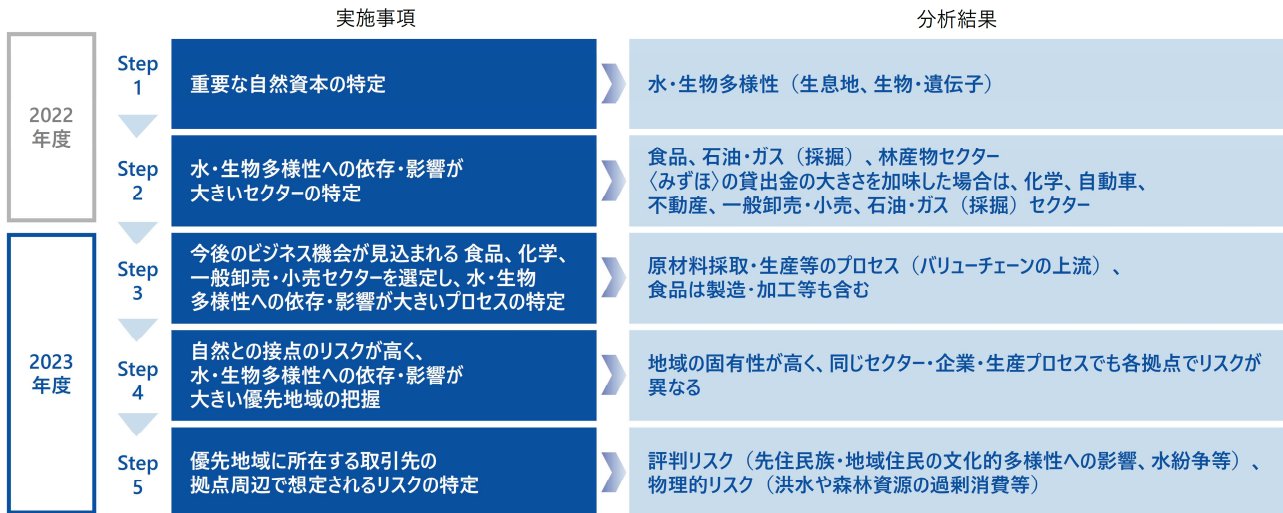 実施事項
分析結果
2022
年度
Step
1
重要な自然資本の特定
水・生物多様性（生息地、生物・遺伝子）
Step
2
水・生物多様性への依存・影響が
大きいセクターの特定
食品、石油・ガス（採掘）、林産物セクター
〈みずほ〉の貸出金の大きさを加味した場合は、化学、自動車、
不動産、一般卸売・小売、石油・ガス（採掘）セクター
2023
年度
Step
3
今後のビジネス機会が見込まれる 食品、化学、
一般卸売・小売セクターを選定し、水・生物
多様性への依存・影響が大きいプロセスの特定
原材料採取・生産等のプロセス（バリューチェーンの上流）、
食品は製造・加工等も含む
Step
4
自然との接点のリスクが高く、
水・生物多様性への依存・影響が
大きい優先地域の把握
地域の固有性が高く、同じセクター・企業・生産プロセスでも各拠点でリスクが
異なる
Step
5
優先地域に所在する取引先の
拠点周辺で想定されるリスクの特定
評判リスク（先住民族・地域住民の文化的多様性への影響、水紛争等）、
物理的リスク（洪水や森林資源の過剰消費等）